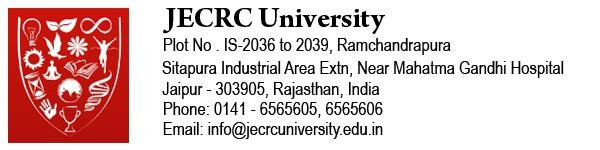 JECRC University
Plot No . IS-2036 to 2039, Ramchandrapura
Sitapura Industrial Area Extn, Near Mahatma Gandhi Hospital
Jaipur - 303905, Rajasthan, India
Phone: 0141 - 6565605, 6565606
Email: info@jecrcuniversity.edu.in